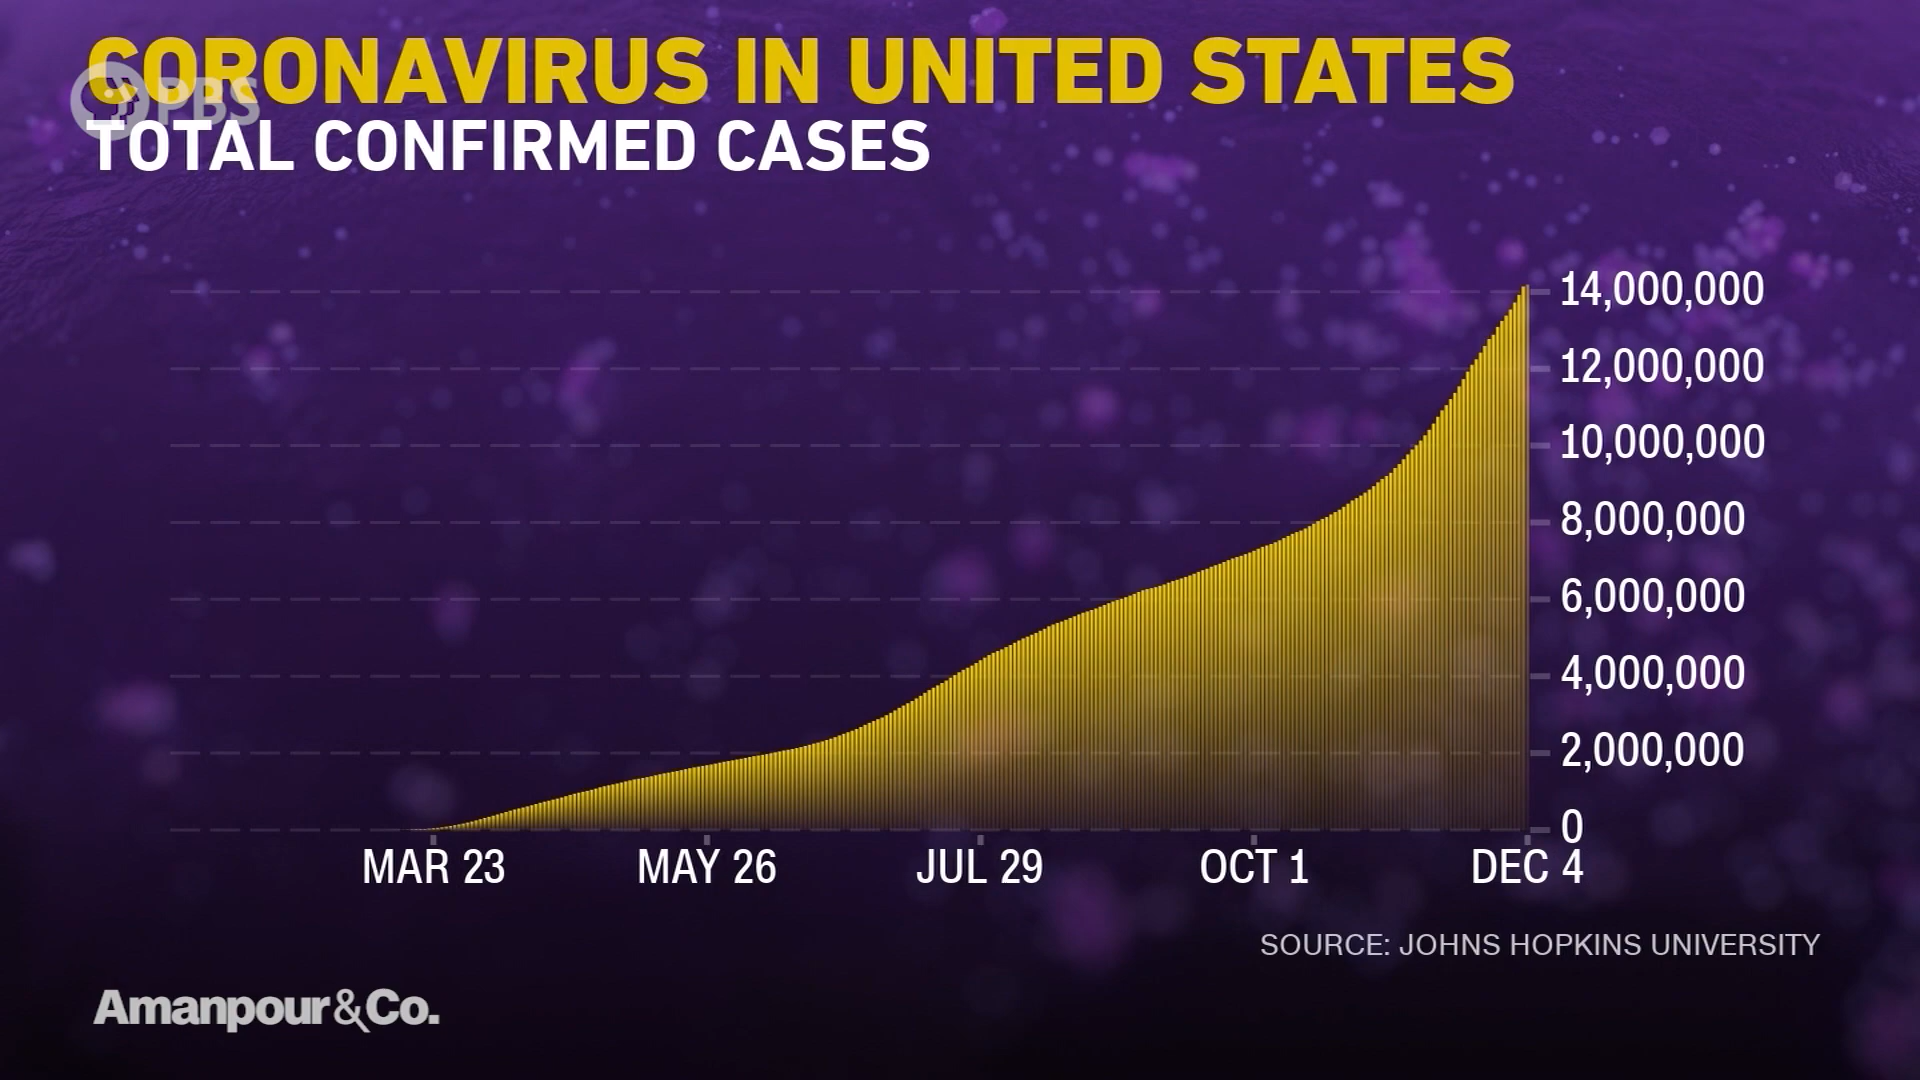 CORONAVIRUS IN UNITED STATES
PBS
TOTAL CONFIRMED CASES
14,000,000
12,000,000
10,000,000
8,000,000
6,000,000
4,000,000
2,000,000
0
MAR 23 MAY 26 JUL 29 OCT 1 DEC 4
SOURCE: JOHNS HOPKINS UNIVERSITY
Amanpour&Co.